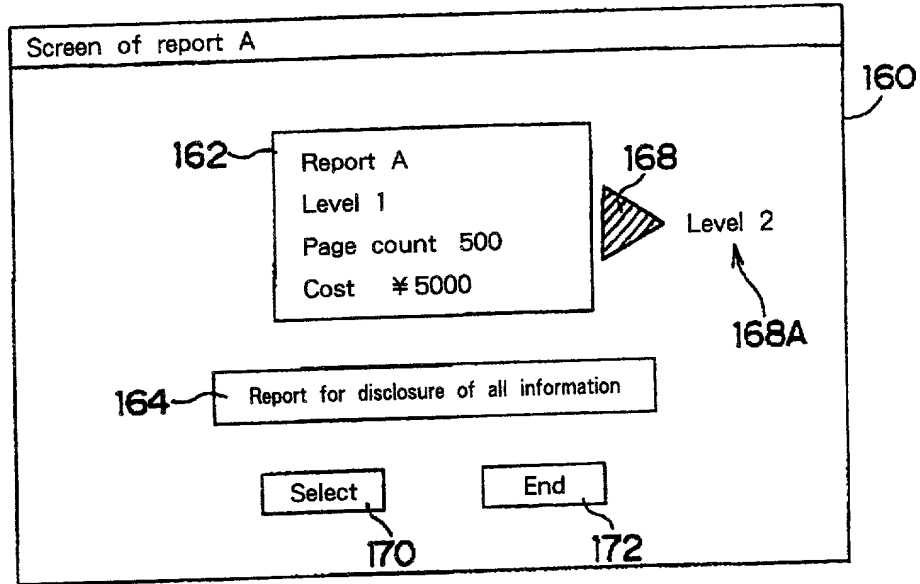 Screen of report A
160
162
Report A
Level 1
Page count 500
Cost ¥5000
168
Level 2
168A
164
Report for disclosure of all information
Select
End
170
172